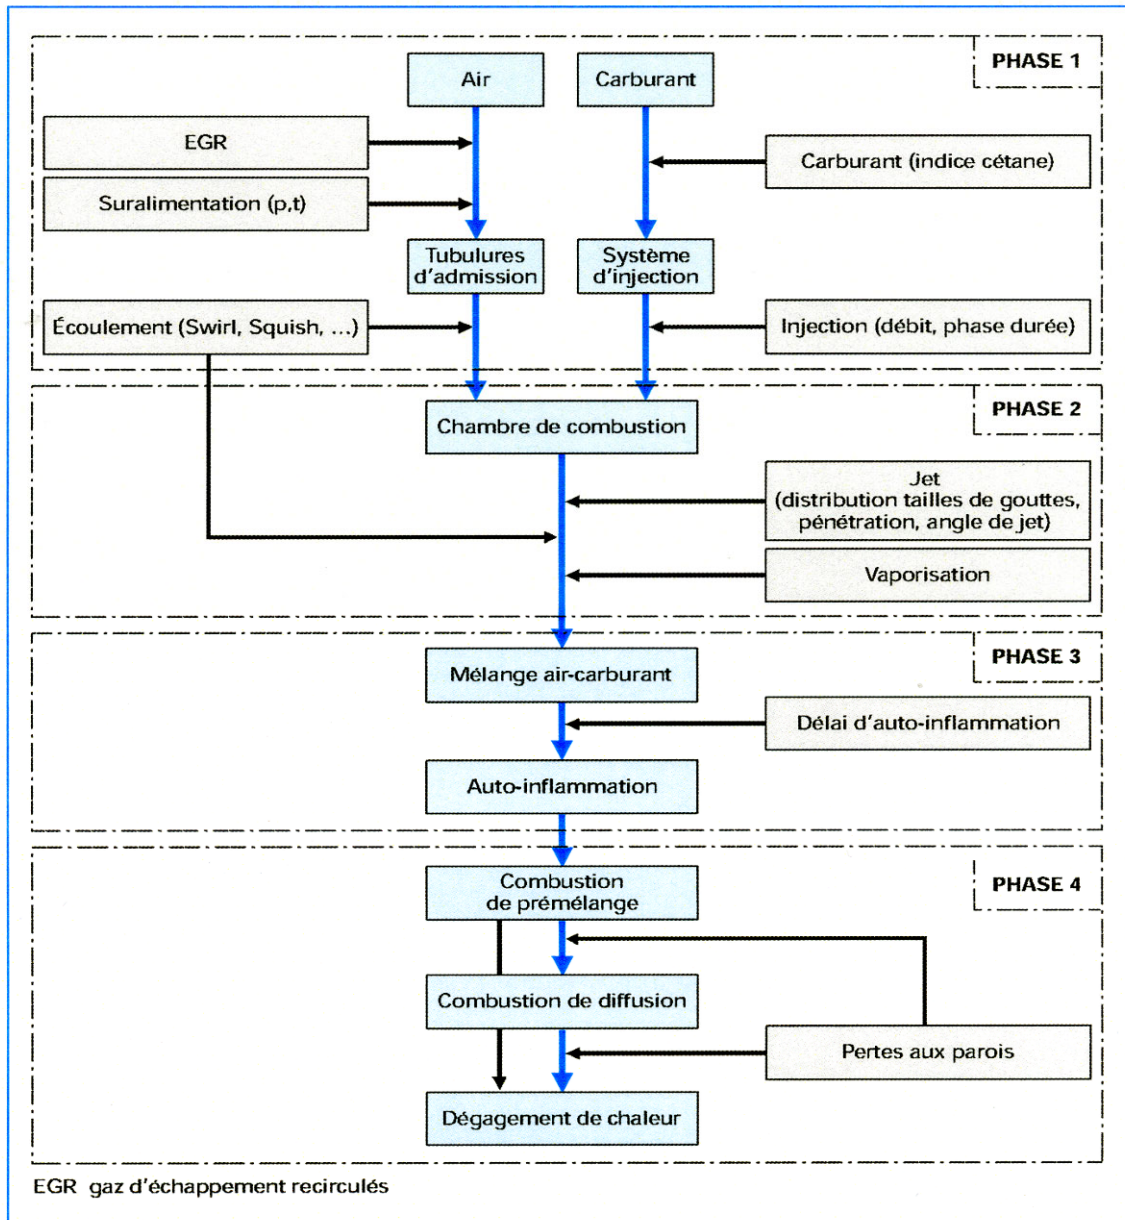 PHASE 1
Air
Carburant
EGR
Carburant (indice cétane)
Suralimentation (p,t)
Tubulures
d'admission
Système
d'injection
Écoulement (Swirl, Squish, ...)
Injection (débit, phase durée)
PHASE 2
Chambre de combustion
Jet
(distribution tailles de gouttes,
pénétration, angle de jet)
Vaporisation
PHASE 3
Mélange air-carburant
Délai d'auto-inflammation
Auto-inflammation
PHASE 4
Combustion
de prémélange
Combustion de diffusion
Pertes aux parois
Dégagement de chaleur
EGR gaz d'échappement recirculés